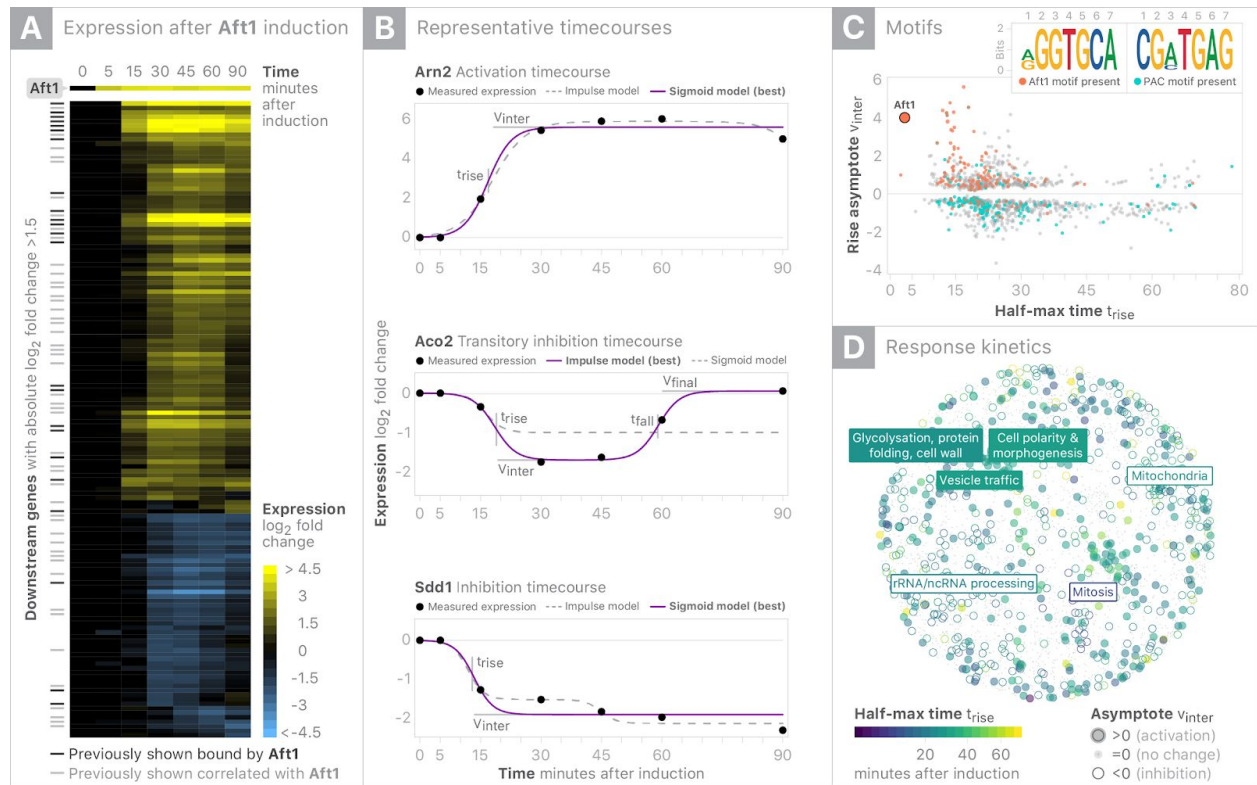 A Expression after Aft1 induction
0 5 15 30 45 60 90
Time
minutes
after
induction
Aft1
Downstream genes with absolute log2 fold change >1.5
Expression
log2 fold
change
> 4.5
3
1.5
0
-1.5
-3
<-4.5
Previously shown bound by Aft1
Previously shown correlated with Aft1
B Representative timecourses
Expression log2 fold change
Arn2 Activation timecourse
Measured expression Impulse model Sigmoid model (best)
6
4
2
0
Vinter
trise
0 5 15 30 45 60 90
Aco2 Transitory inhibition timecourse
Measured expression Impulse model (best) Sigmoid model
0
-1
-2
trise
Vinter
tfall
Vfinal
0 5 15 30 45 60 90
Sdd1 Inhibition timecourse
Measured expression Impulse model Sigmoid model (best)
0
-1
-2
trise
Vinter
0 5 15 30 45 60 90
Time minutes after induction
C Motifs
2
Bits
0
1 2 3 4 5 6 7
AGGGTGCA
Aft1 motif present
1 2 3 4 5 6 7
CGATGAG
PAC motif present
Rise asymptote vinter
6
4
2
0
-2
-4
Aft1
0 5 15 30 45 60 80
Half-max time trise
D Response kinetics
Glycolysation, protein
folding, cell wall
Cell polarity &
morphogenesis
Vesicle traffic
Mitochondria
rRNA/ncRNA processing
Mitosis
Half-max time trise
20 40 60
minutes after induction
Asymptote vinter
>0 (activation)
=0 (no change)
<0 (inhibition)